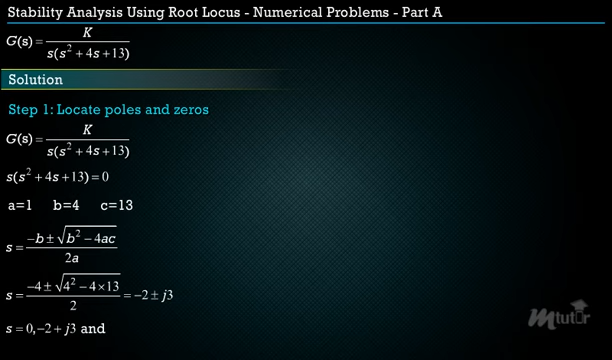 Stability Analysis Using Root Locus - Numerical Problems - Part A
G(s) = K / s(s² + 4s + 13)
Solution
Step 1: Locate poles and zeros
G(s) = K / s(s² + 4s + 13)
s(s² + 4s + 13) = 0
a=1 b=4 c=13
s = (-b ± √(b² - 4ac)) / 2a
s = (-4 ± √(4² - 4 × 13)) / 2 = -2 ± j3
s = 0, -2 + j3 and
mtutor